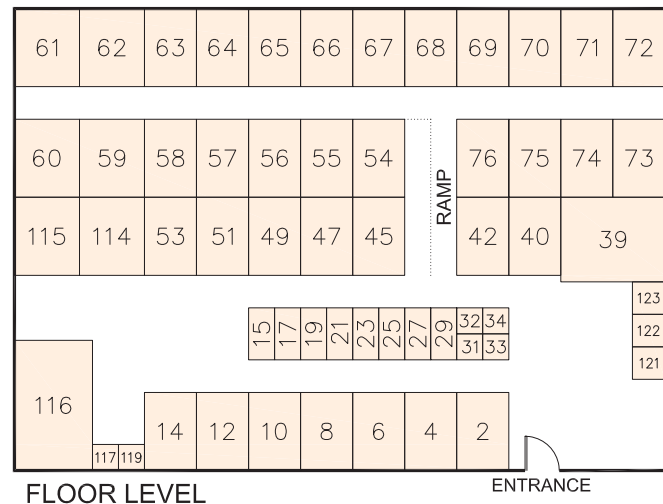 61 62 63 64 65 66 67 68 69 70 71 72
60 59 58 57 56 55 54 76 75 74 73
RAMP
115 114 53 51 49 47 45 42 40 39
123
15 17 19 21 23 25 27 29 32 34
122
31 33
121
116
14 12 10 8 6 4 2
117 119
FLOOR LEVEL
ENTRANCE